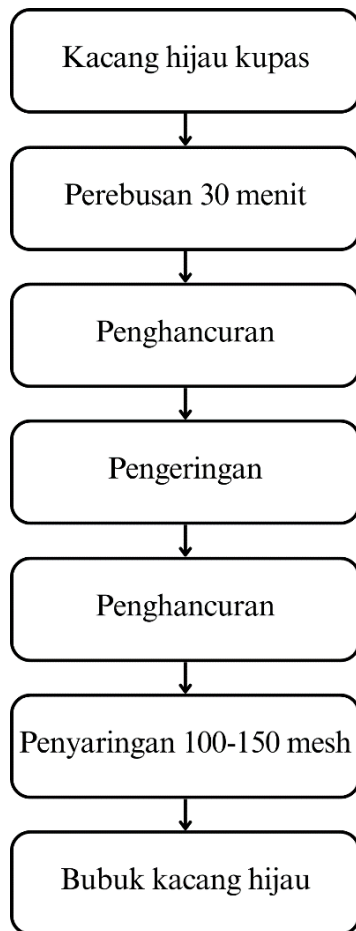 Kacang hijau kupas
Perebusan 30 menit
Penghancuran
Pengeringan
Penghancuran
Penyaringan 100-150 mesh
Bubuk kacang hijau